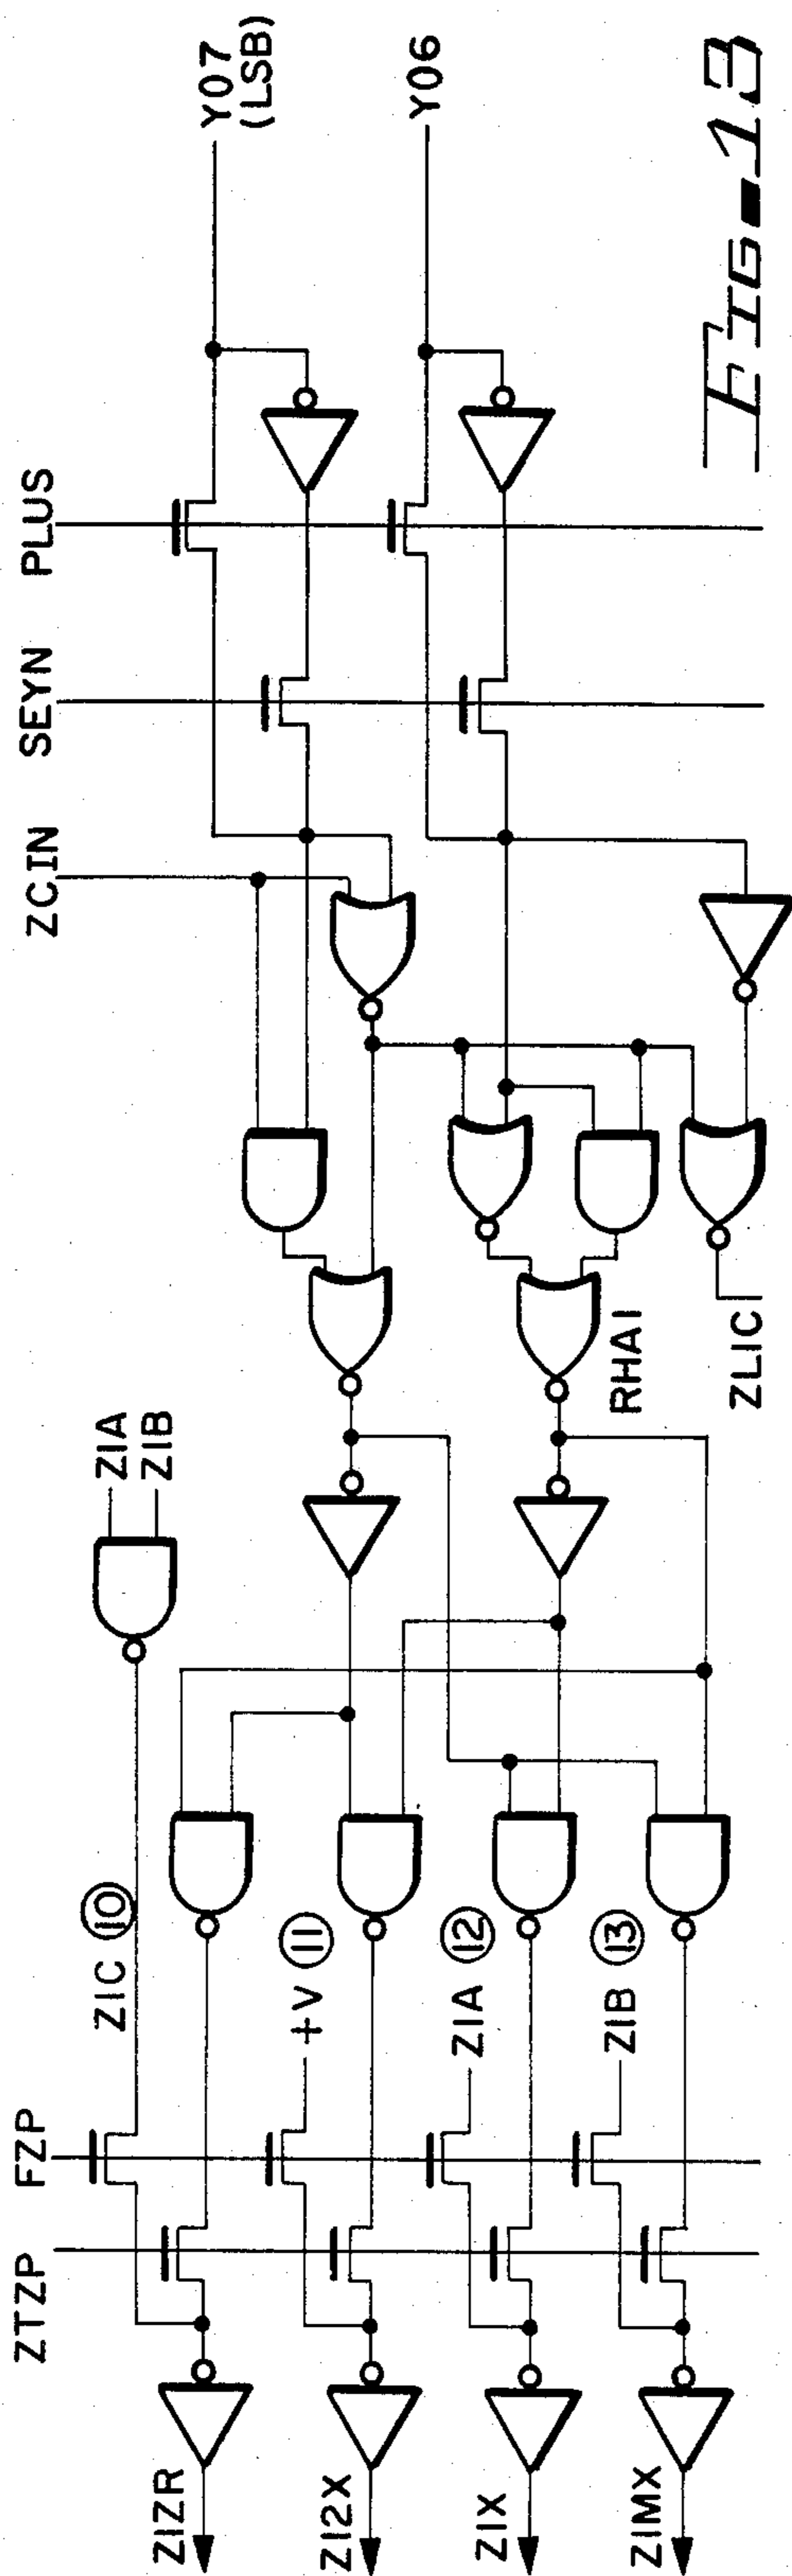 Y07
(LSB)
Y06
FIG-13
PLUS
SEYN
ZCIN
ZLIC
RHAI
ZIA
ZIB
ZIC ⑩
+V ⑪
ZIA ⑫
ZIB ⑬
FZP
ZTZP
ZIZR
ZI2X
ZIX
ZIMX